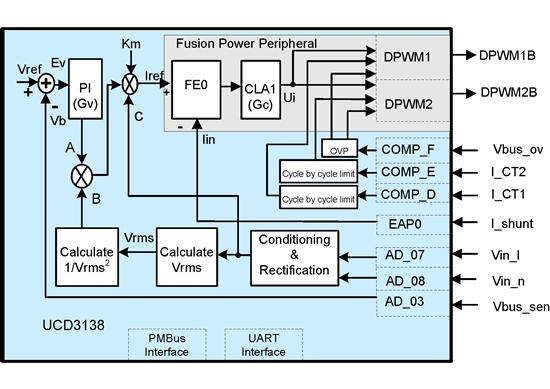 Km
Fusion Power Peripheral
Vref
Ev
PI
(Gv)
Iref
FE0
CLA1
(Gc)
Ui
DPWM1
DPWM1B
DPWM2
DPWM2B
+
-
Vb
+
-
Iin
A
B
C
OVP
COMP_F
Vbus_ov
Cycle by cycle limit
COMP_E
I_CT2
Cycle by cycle limit
COMP_D
I_CT1
EAP0
I_shunt
Calculate
1/Vrms²
Vrms
Calculate
Vrms
Conditioning
&
Rectification
AD_07
Vin_l
AD_08
Vin_n
AD_03
Vbus_sen
UCD3138
PMBus
Interface
UART
Interface